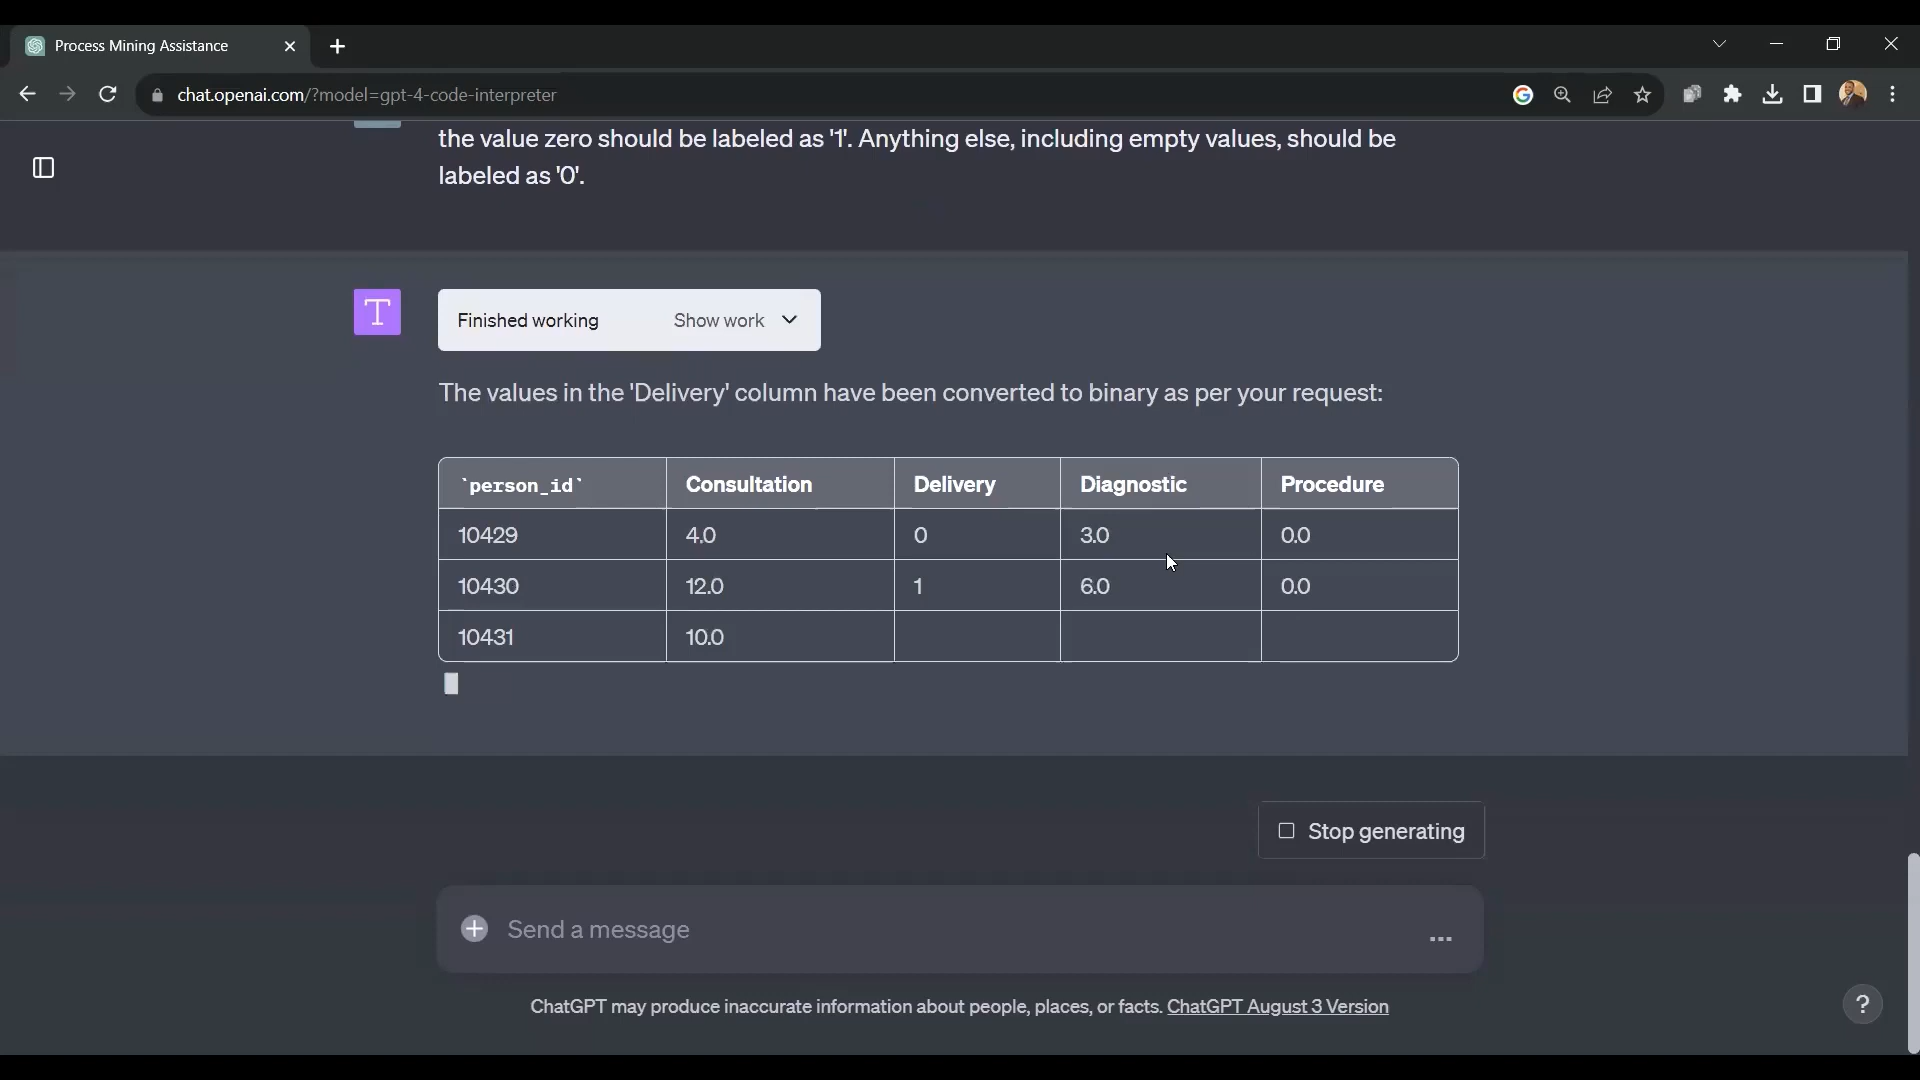 Process Mining Assistance
chat.openai.com/?model=gpt-4-code-interpreter
the value zero should be labeled as '1'. Anything else, including empty values, should be
labeled as '0'.
T
Finished working Show work
The values in the 'Delivery' column have been converted to binary as per your request:
`person_id` Consultation Delivery Diagnostic Procedure
10429 4.0 0 3.0 0.0
10430 12.0 1 6.0 0.0
10431 10.0
Stop generating
Send a message
ChatGPT may produce inaccurate information about people, places, or facts. ChatGPT August 3 Version
?